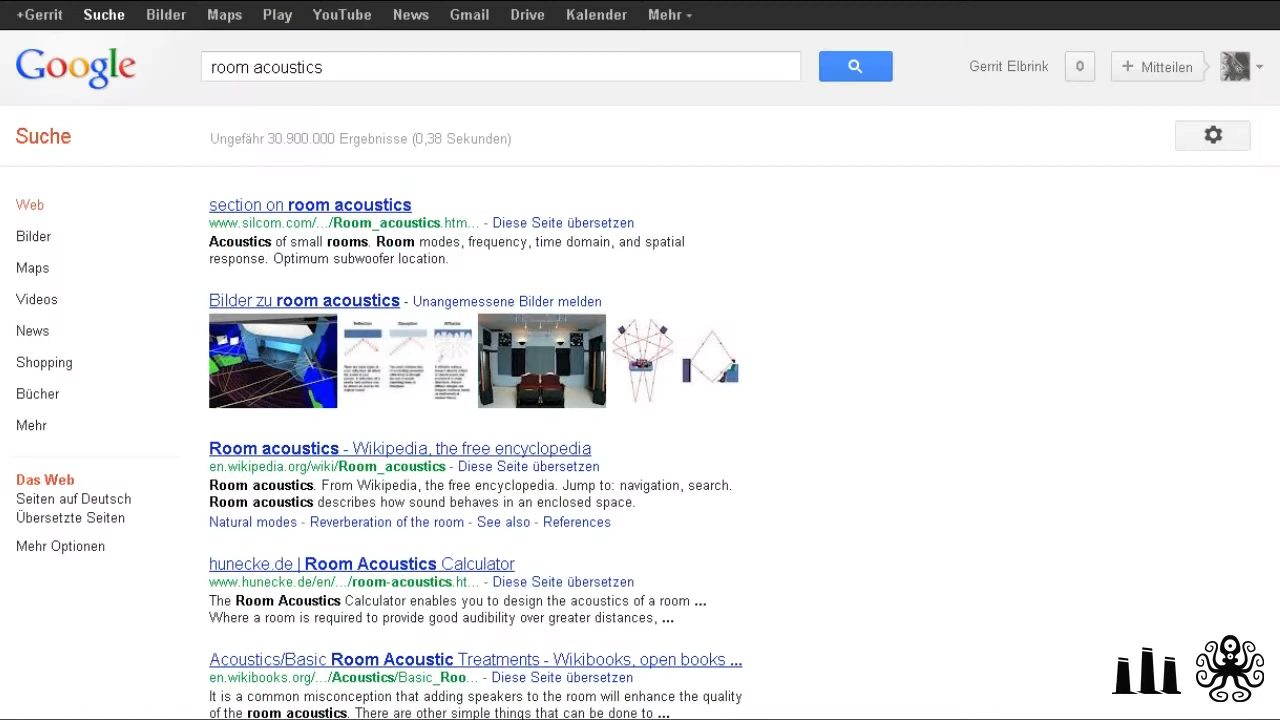 +Gerrit Suche Bilder Maps Play YouTube News Gmail Drive Kalender Mehr
Google
room acoustics
Gerrit Elbrink
0
+ Mitteilen
Suche
Ungefähr 30.900.000 Ergebnisse (0,38 Sekunden)
Web
Bilder
Maps
Videos
News
Shopping
Bücher
Mehr
Das Web
Seiten auf Deutsch
Übersetzte Seiten
Mehr Optionen
section on room acoustics
www.silcom.com/.../Room_acoustics.htm... - Diese Seite übersetzen
Acoustics of small rooms. Room modes, frequency, time domain, and spatial
response. Optimum subwoofer location.
Bilder zu room acoustics - Unangemessene Bilder melden
Reflection Absorption Diffusion
Room acoustics - Wikipedia, the free encyclopedia
en.wikipedia.org/wiki/Room_acoustics - Diese Seite übersetzen
Room acoustics. From Wikipedia, the free encyclopedia. Jump to: navigation, search.
Room acoustics describes how sound behaves in an enclosed space.
Natural modes - Reverberation of the room - See also - References
hunecke.de | Room Acoustics Calculator
www.hunecke.de/en/.../room-acoustics.ht... - Diese Seite übersetzen
The Room Acoustics Calculator enables you to design the acoustics of a room ...
Where a room is required to provide good audibility over greater distances, ...
Acoustics/Basic Room Acoustic Treatments - Wikibooks, open books ...
en.wikibooks.org/.../Acoustics/Basic_Roo... - Diese Seite übersetzen
It is a common misconception that adding speakers to the room will enhance the quality
of the room acoustics. There are other simple things that can be done to ...